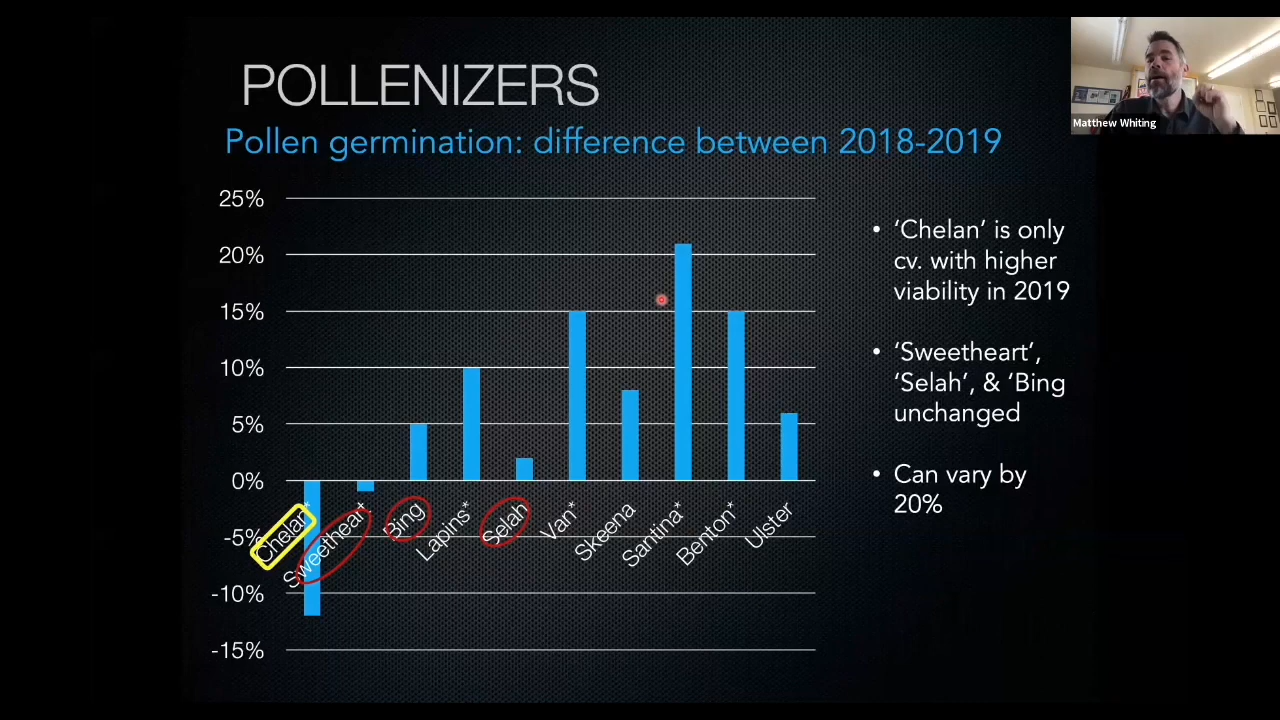 POLLENIZERS
Pollen germination: difference between 2018-2019
Matthew Whiting
25%
20%
15%
10%
5%
0%
-5%
-10%
-15%
Chelan*
Sweetheart*
Bing
Lapins*
Selah
Van*
Skeena
Santina*
Benton*
Ulster
• ‘Chelan’ is only
cv. with higher
viability in 2019
• ‘Sweetheart’,
‘Selah’, & ‘Bing
unchanged
• Can vary by
20%